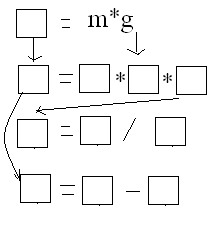 = m*g
= * *
= /
= −